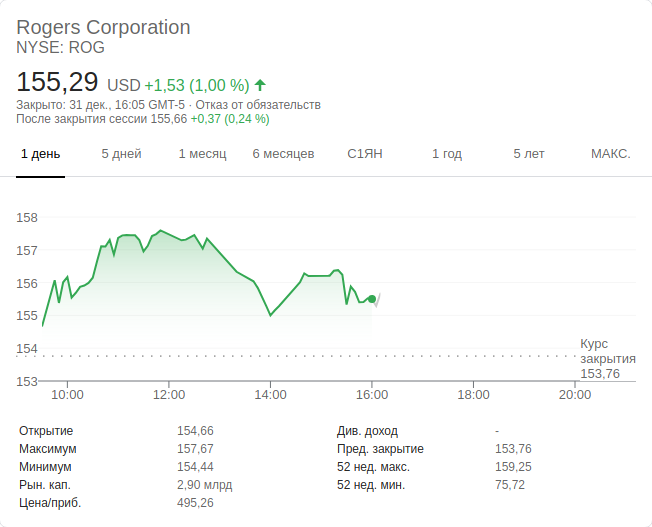 Rogers Corporation
NYSE: ROG
155,29 USD +1,53 (1,00 %)
Закрыто: 31 дек., 16:05 GMT-5 · Отказ от обязательств
После закрытия сессии 155,66 +0,37 (0,24 %)
1 день 5 дней 1 месяц 6 месяцев С1ЯН 1 год 5 лет МАКС.
158
157
156
155
154
153
Курс
закрытия
153,76
10:00 12:00 14:00 16:00 18:00 20:00
Открытие 154,66 Див. доход -
Максимум 157,67 Пред. закрытие 153,76
Минимум 154,44 52 нед. макс. 159,25
Рын. кап. 2,90 млрд 52 нед. мин. 75,72
Цена/приб. 495,26